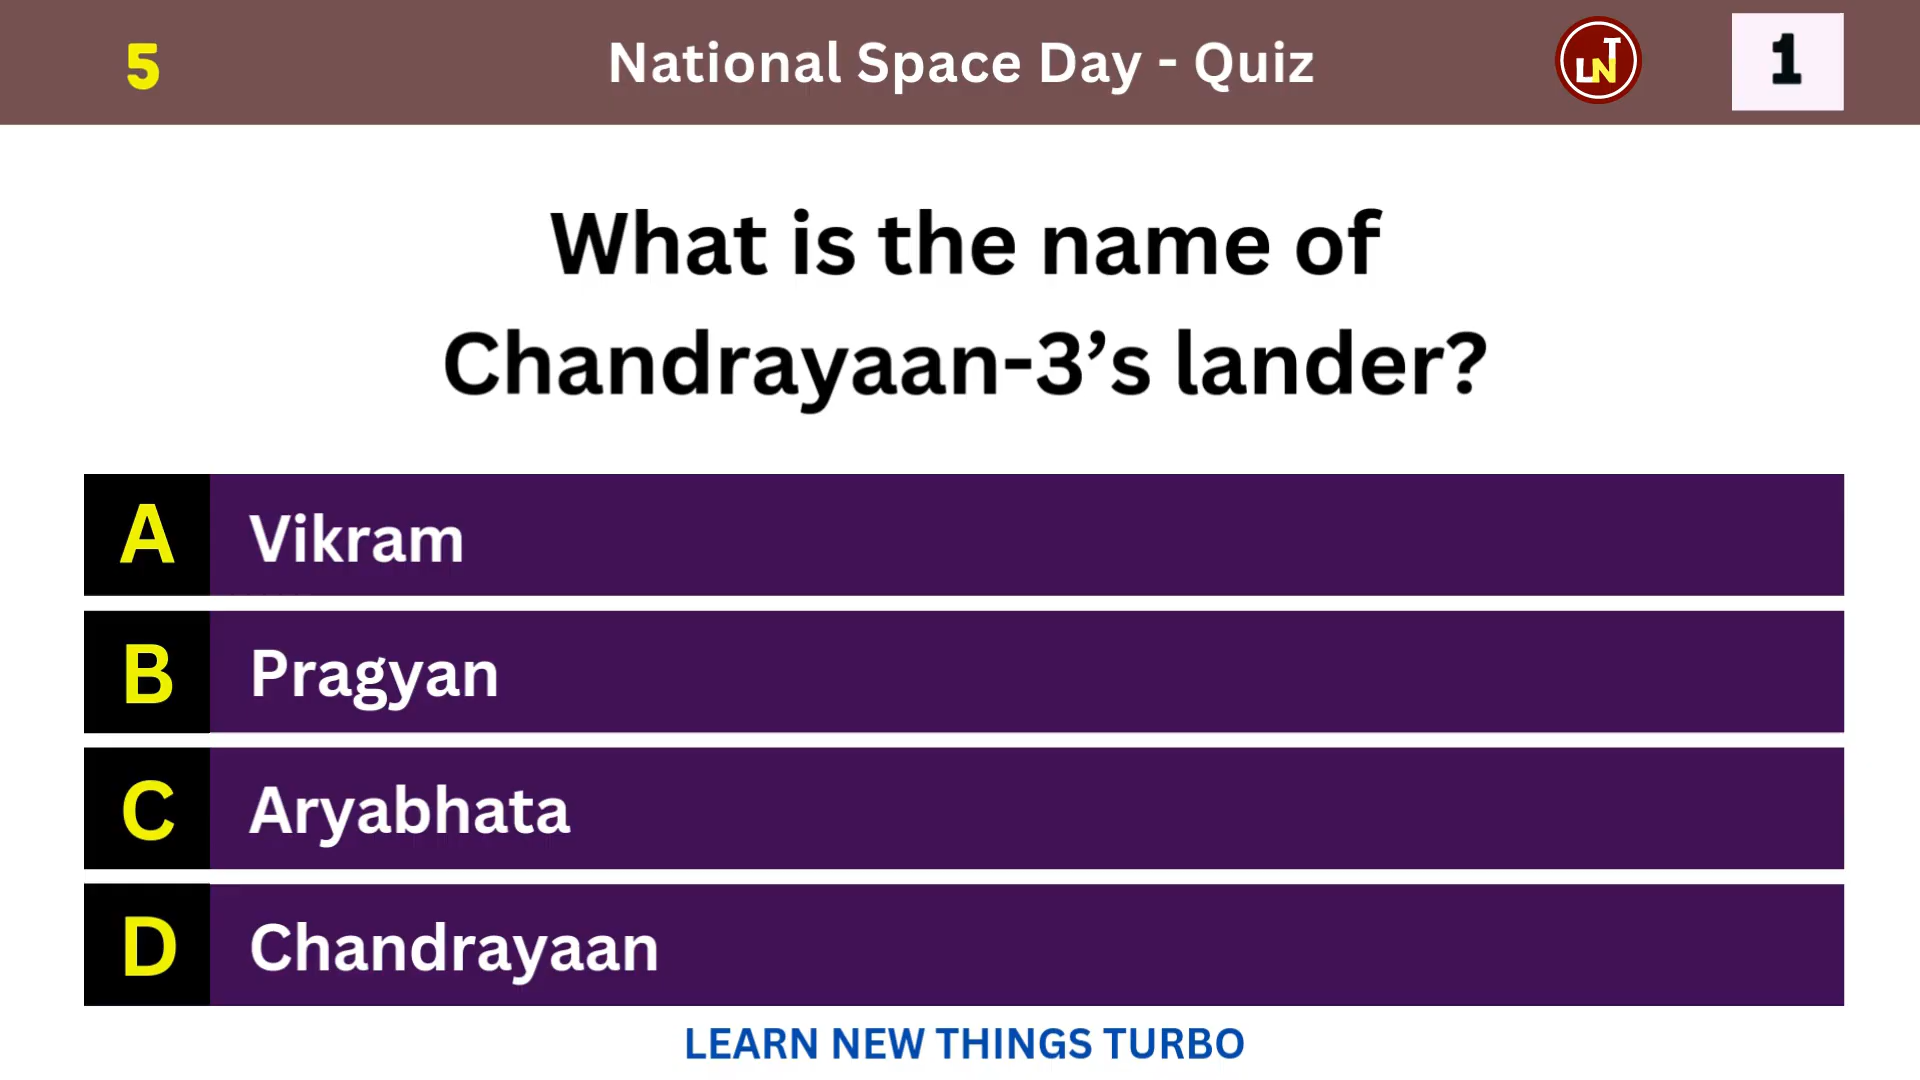 5
National Space Day - Quiz
LNT
1
What is the name of
Chandrayaan-3’s lander?
A Vikram
B Pragyan
C Aryabhata
D Chandrayaan
LEARN NEW THINGS TURBO